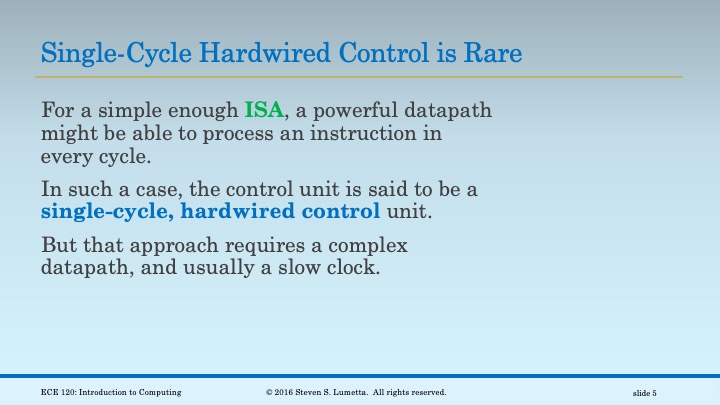 Single-Cycle Hardwired Control is Rare
For a simple enough ISA, a powerful datapath
might be able to process an instruction in
every cycle.
In such a case, the control unit is said to be a
single-cycle, hardwired control unit.
But that approach requires a complex
datapath, and usually a slow clock.
ECE 120: Introduction to Computing
© 2016 Steven S. Lumetta. All rights reserved.
slide 5